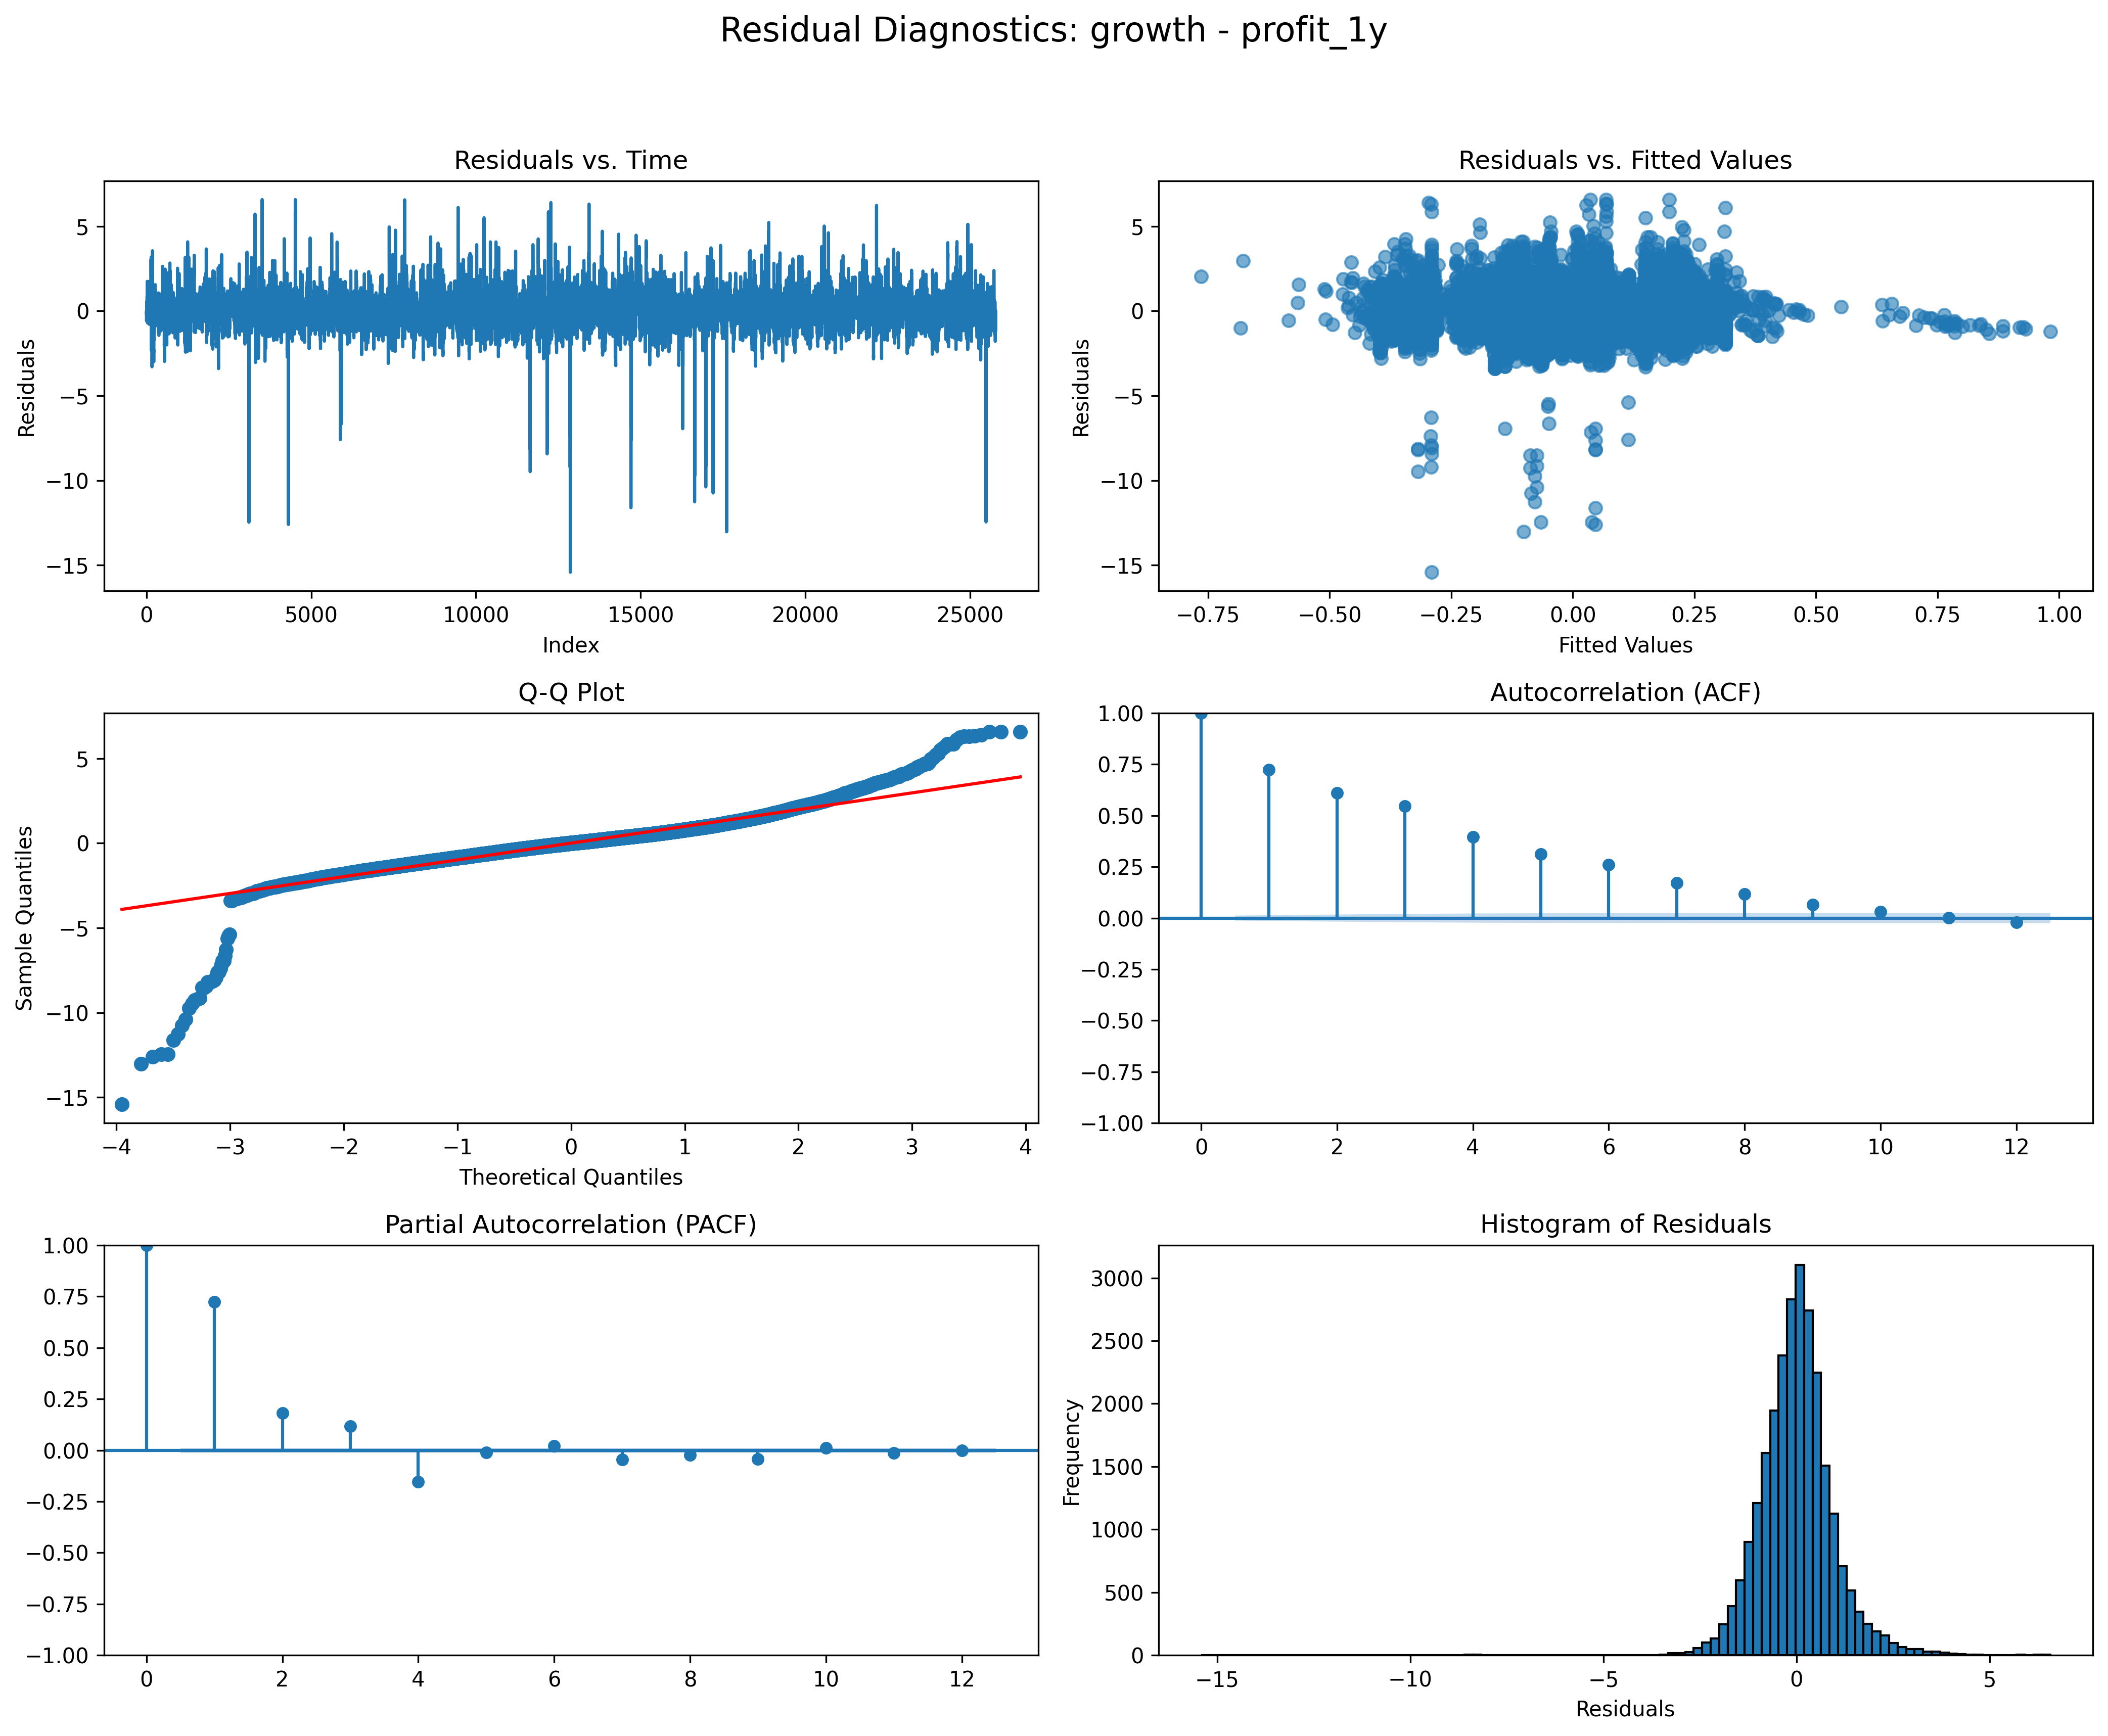 Residual Diagnostics: growth - profit_1y
Residuals vs. Time
Residuals
5
0
−5
−10
−15
0 5000 10000 15000 20000 25000
Index
Residuals vs. Fitted Values
Residuals
5
0
−5
−10
−15
−0.75 −0.50 −0.25 0.00 0.25 0.50 0.75 1.00
Fitted Values
Q-Q Plot
Sample Quantiles
5
0
−5
−10
−15
−4 −3 −2 −1 0 1 2 3 4
Theoretical Quantiles
Autocorrelation (ACF)
1.00
0.75
0.50
0.25
0.00
−0.25
−0.50
−0.75
−1.00
0 2 4 6 8 10 12
Partial Autocorrelation (PACF)
1.00
0.75
0.50
0.25
0.00
−0.25
−0.50
−0.75
−1.00
0 2 4 6 8 10 12
Histogram of Residuals
Frequency
3000
2500
2000
1500
1000
500
0
−15 −10 −5 0 5
Residuals